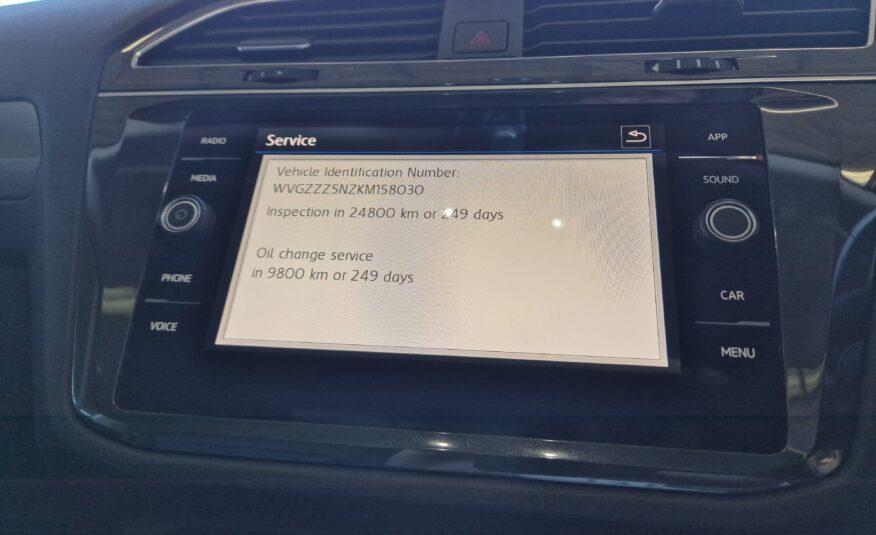 RADIO
MEDIA
PHONE
VOICE
Service
Vehicle Identification Number:
WVGZZZ5NZKM158030
Inspection in 24800 km or 249 days
Oil change service
in 9800 km or 249 days
APP
SOUND
CAR
MENU